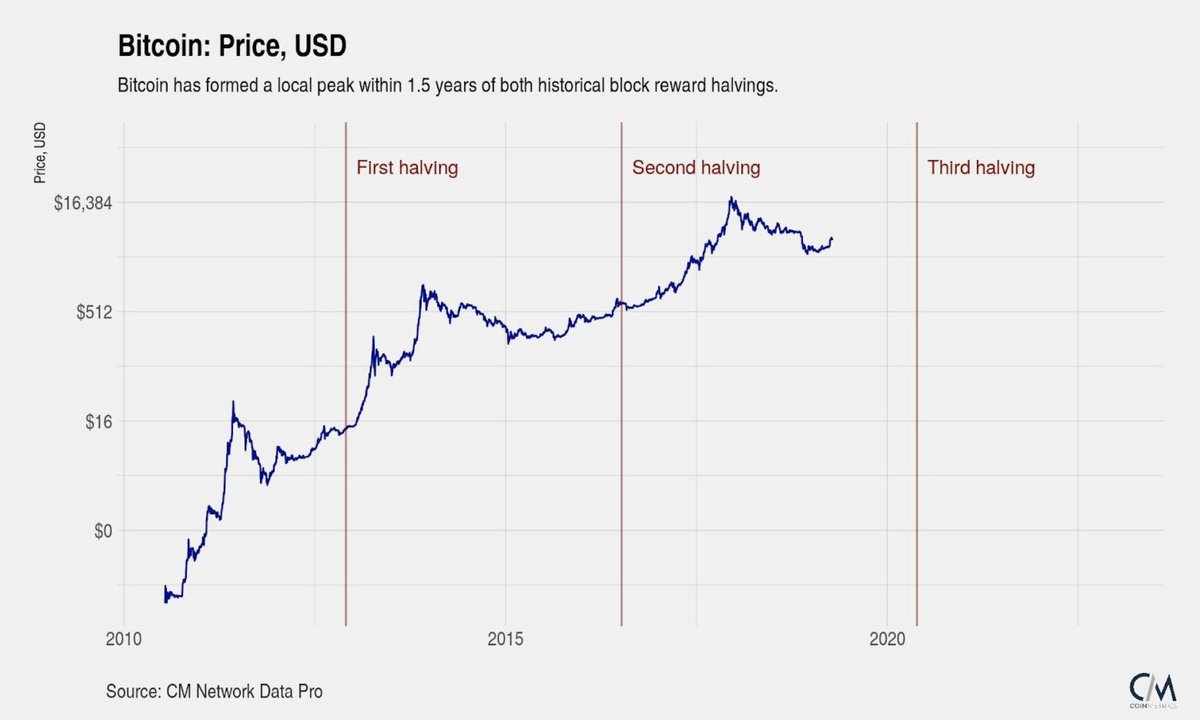 Bitcoin: Price, USD
Bitcoin has formed a local peak within 1.5 years of both historical block reward halvings.
Price, USD
First halving
Second halving
Third halving
$16,384
$512
$16
$0
2010
2015
2020
Source: CM Network Data Pro
CM
COINMETRICS